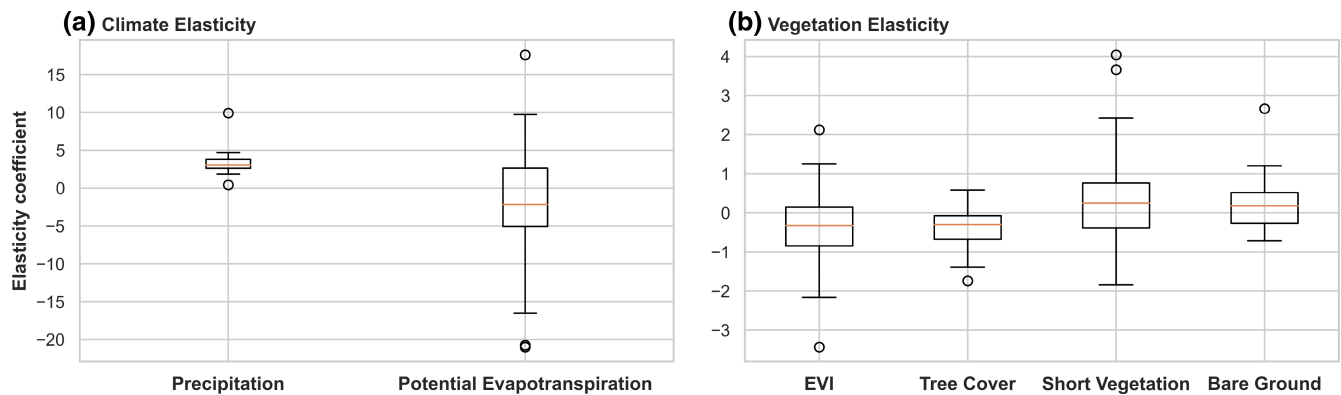 (a) Climate Elasticity
Elasticity coefficient
15
10
5
0
−5
−10
−15
−20
Precipitation
Potential Evapotranspiration
(b) Vegetation Elasticity
4
3
2
1
0
−1
−2
−3
EVI
Tree Cover
Short Vegetation
Bare Ground